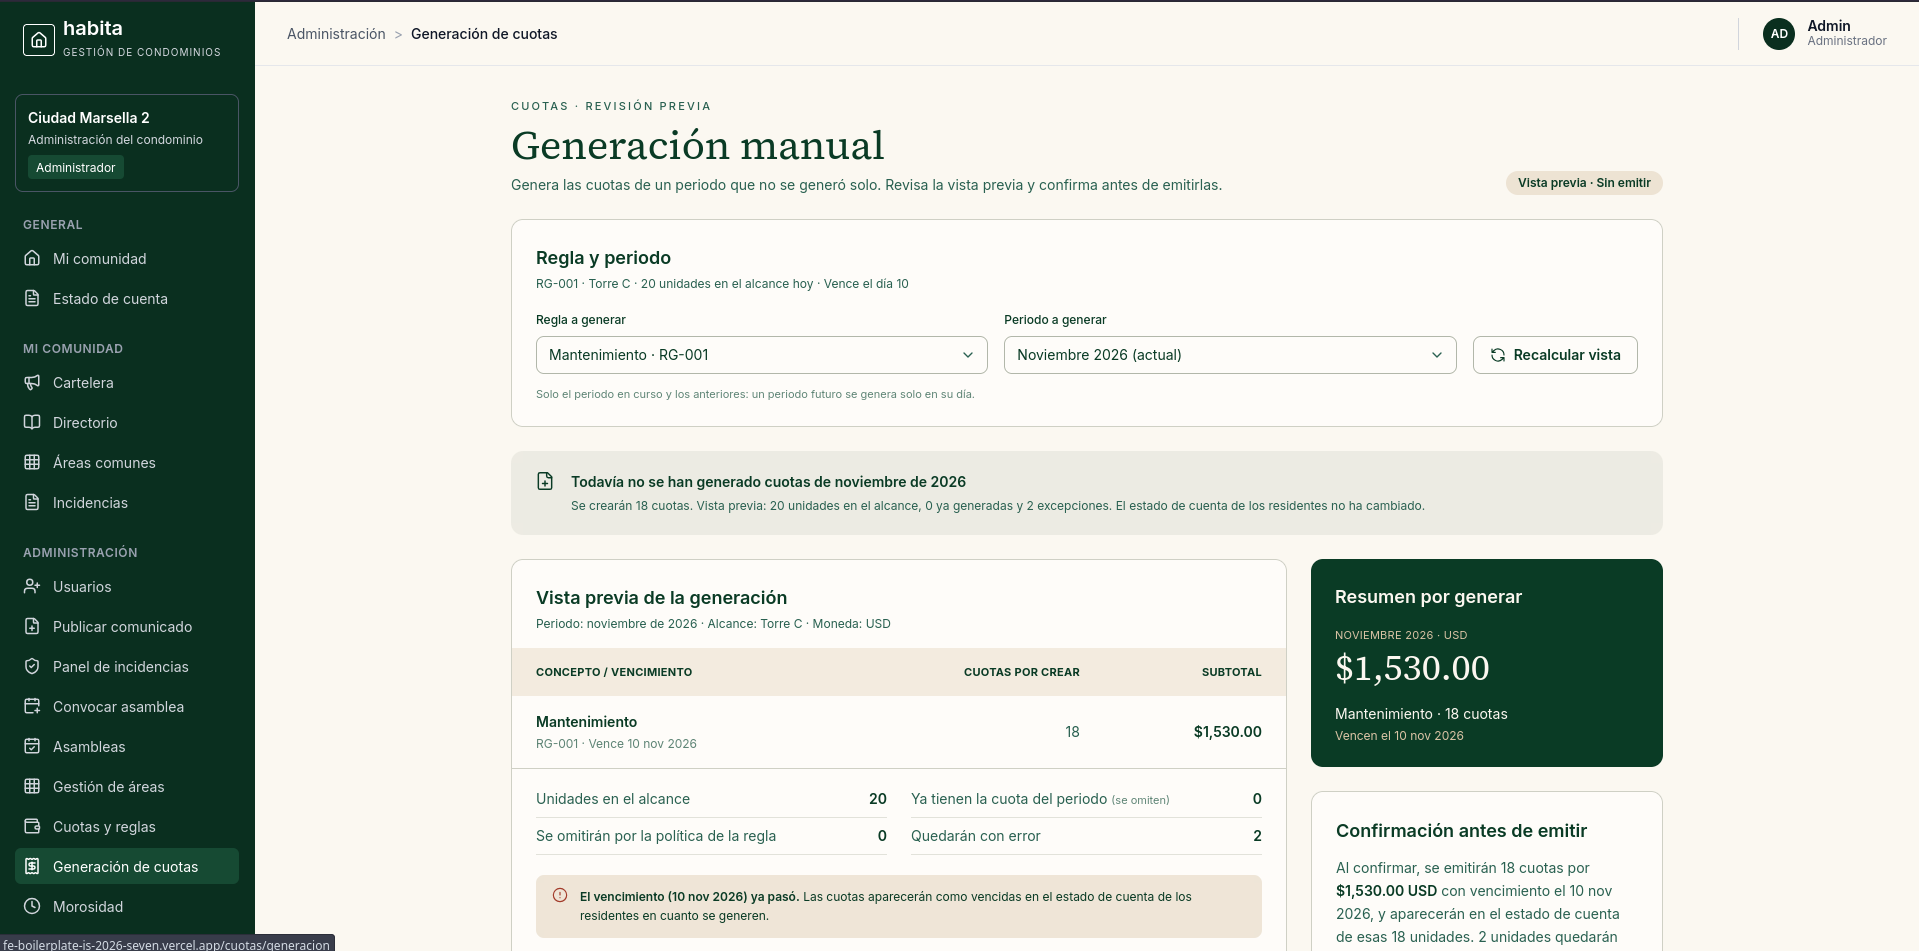 habita
GESTIÓN DE CONDOMINIOS
Ciudad Marsella 2
Administración del condominio
Administrador
GENERAL
Mi comunidad
Estado de cuenta
MI COMUNIDAD
Cartelera
Directorio
Áreas comunes
Incidencias
ADMINISTRACIÓN
Usuarios
Publicar comunicado
Panel de incidencias
Convocar asamblea
Asambleas
Gestión de áreas
Cuotas y reglas
Generación de cuotas
Morosidad
fe-boilerplate-is-2026-seven.vercel.app/cuotas/generacion
Administración > Generación de cuotas
AD
Admin
Administrador
CUOTAS · REVISIÓN PREVIA
Generación manual
Genera las cuotas de un periodo que no se generó solo. Revisa la vista previa y confirma antes de emitirlas.
Vista previa · Sin emitir
Regla y periodo
RG-001 · Torre C · 20 unidades en el alcance hoy · Vence el día 10
Regla a generar
Mantenimiento · RG-001
Periodo a generar
Noviembre 2026 (actual)
Recalcular vista
Solo el periodo en curso y los anteriores: un periodo futuro se genera solo en su día.
Todavía no se han generado cuotas de noviembre de 2026
Se crearán 18 cuotas. Vista previa: 20 unidades en el alcance, 0 ya generadas y 2 excepciones. El estado de cuenta de los residentes no ha cambiado.
Vista previa de la generación
Periodo: noviembre de 2026 · Alcance: Torre C · Moneda: USD
CONCEPTO / VENCIMIENTO CUOTAS POR CREAR SUBTOTAL
Mantenimiento
RG-001 · Vence 10 nov 2026
18
$1,530.00
Unidades en el alcance 20
Ya tienen la cuota del periodo (se omiten) 0
Se omitirán por la política de la regla 0
Quedarán con error 2
El vencimiento (10 nov 2026) ya pasó. Las cuotas aparecerán como vencidas en el estado de cuenta de los
residentes en cuanto se generen.
Resumen por generar
NOVIEMBRE 2026 · USD
$1,530.00
Mantenimiento · 18 cuotas
Vencen el 10 nov 2026
Confirmación antes de emitir
Al confirmar, se emitirán 18 cuotas por
$1,530.00 USD con vencimiento el 10 nov
2026, y aparecerán en el estado de cuenta
de esas 18 unidades. 2 unidades quedarán